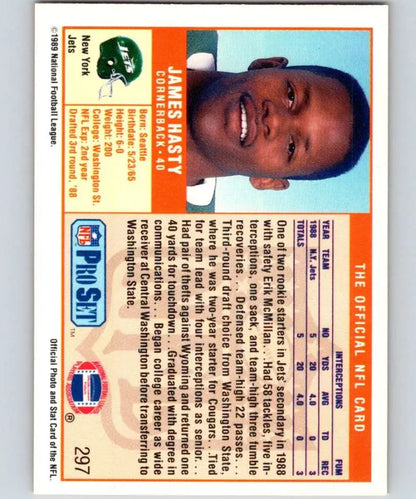 THE OFFICIAL NFL CARD
INTERCEPTIONS FUM
YEAR TEAM NO YDS AVG TD REC
1988 N.Y. Jets 5 20 4.0 0 3
TOTALS 5 20 4.0 0 3
One of two rookie starters in Jets' secondary in 1988
with safety Erik McMillan... Had 58 tackles, five in-
terceptions, one sack, and team-high three fumble
recoveries... Defensed team-high 22 passes...
Third-round draft choice from Washington State,
where he was two-year starter for Cougars...Tied
for team lead with four interceptions as senior...
Had pair of thefts against Wyoming and returned one
40 yards for touchdown... Graduated with degree in
communications... Began college career as wide
receiver at Central Washington before transferring to
Washington State.
JAMES HASTY
CORNERBACK • 40
Born: Seattle
Birthdate: 5/23/65
Height: 6-0
Weight: 200
College: Washington St.
NFL Exp: 2nd year
Drafted 3rd round, '88
JETS
New York
Jets
NFL
PRO SET
TM
®
297
©1989 National Football League.
Official Photo and Stat Card of the NFL.